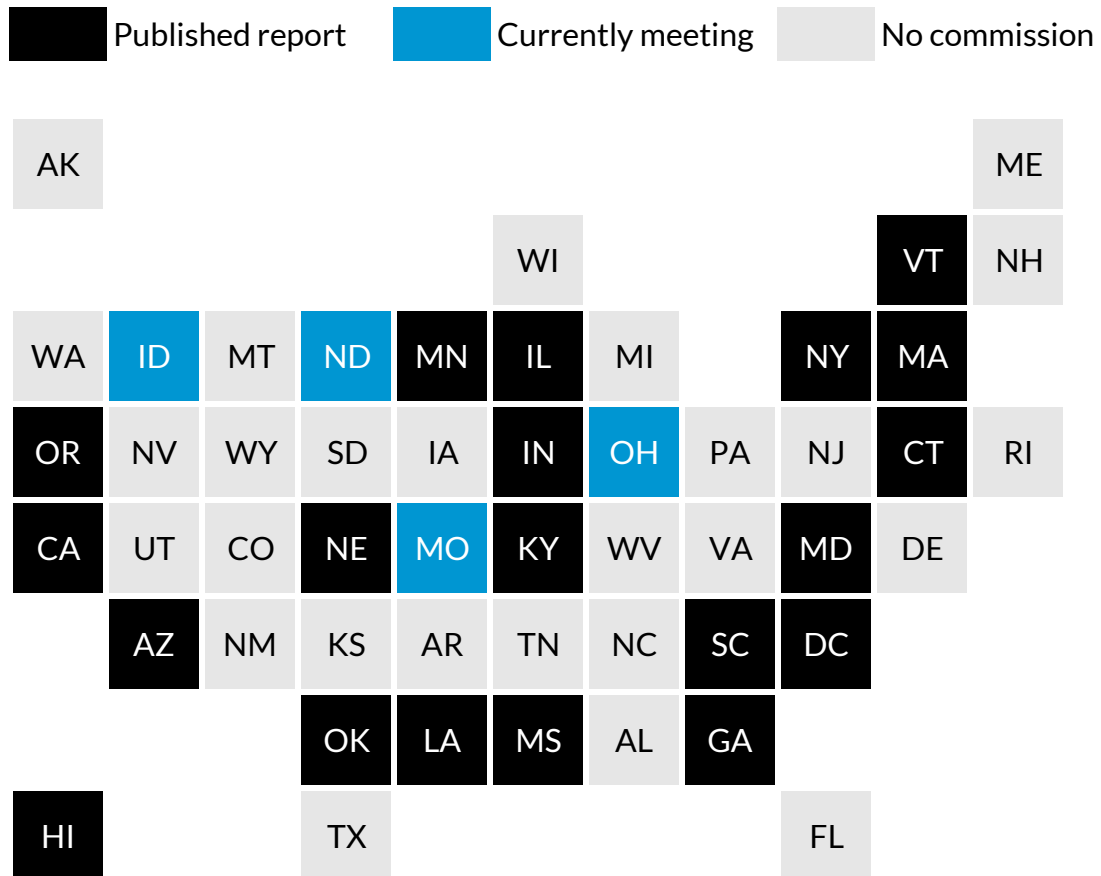 Published report Currently meeting No commission
AK ME
WI VT NH
WA ID MT ND MN IL MI NY MA
OR NV WY SD IA IN OH PA NJ CT RI
CA UT CO NE MO KY WV VA MD DE
AZ NM KS AR TN NC SC DC
OK LA MS AL GA
HI TX FL